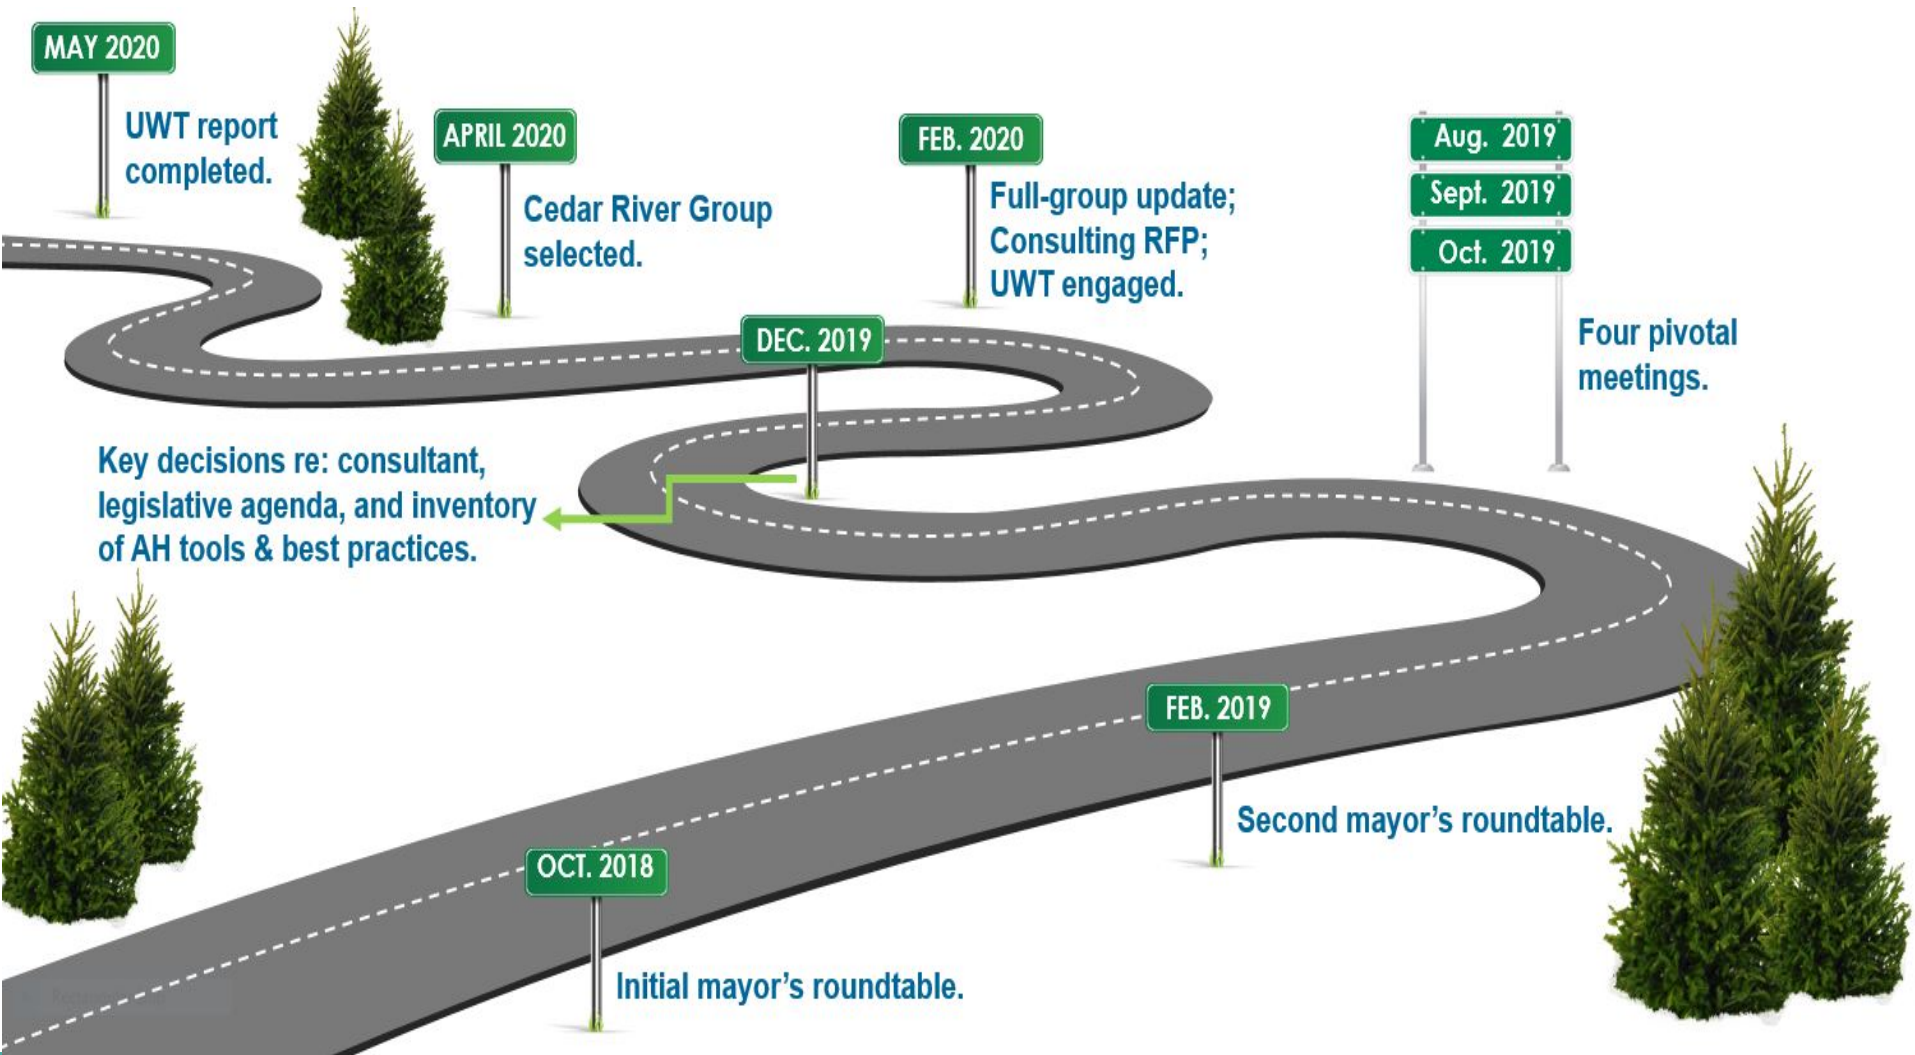 MAY 2020
UWT report
completed.
APRIL 2020
Cedar River Group
selected.
FEB. 2020
Full-group update;
Consulting RFP;
UWT engaged.
Aug. 2019
Sept. 2019
Oct. 2019
Four pivotal
meetings.
DEC. 2019
Key decisions re: consultant,
legislative agenda, and inventory
of AH tools & best practices.
FEB. 2019
Second mayor's roundtable.
OCT. 2018
Initial mayor's roundtable.